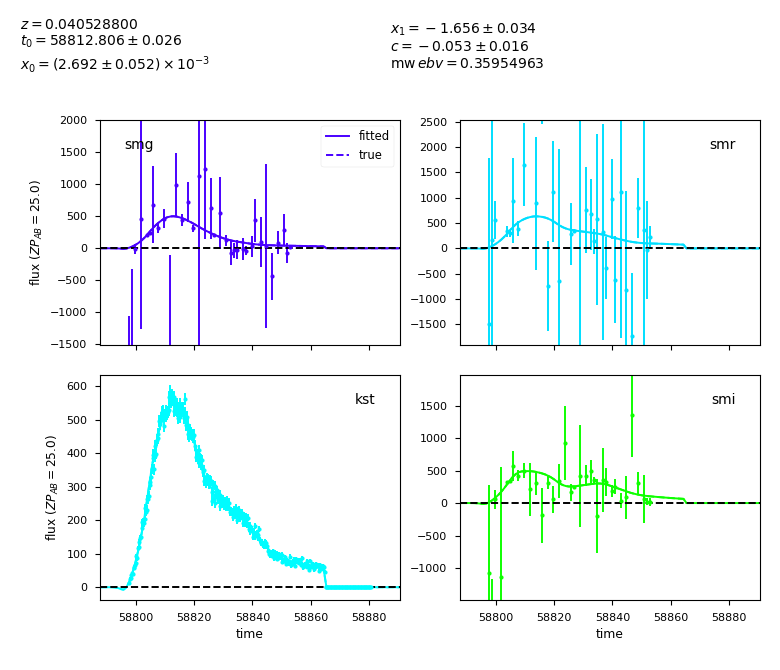 z = 0.040528800
t₀ = 58812.806 ± 0.026
x₀ = (2.692 ± 0.052) × 10⁻³
x₁ = −1.656 ± 0.034
c = −0.053 ± 0.016
mw ebv = 0.35954963
smg
fitted
true
2000
1500
1000
500
0
−500
−1000
−1500
flux (ZP_AB = 25.0)
smr
2500
2000
1500
1000
500
0
−500
−1000
−1500
kst
600
500
400
300
200
100
0
flux (ZP_AB = 25.0)
58800 58820 58840 58860 58880
time
smi
1500
1000
500
0
−500
−1000
58800 58820 58840 58860 58880
time